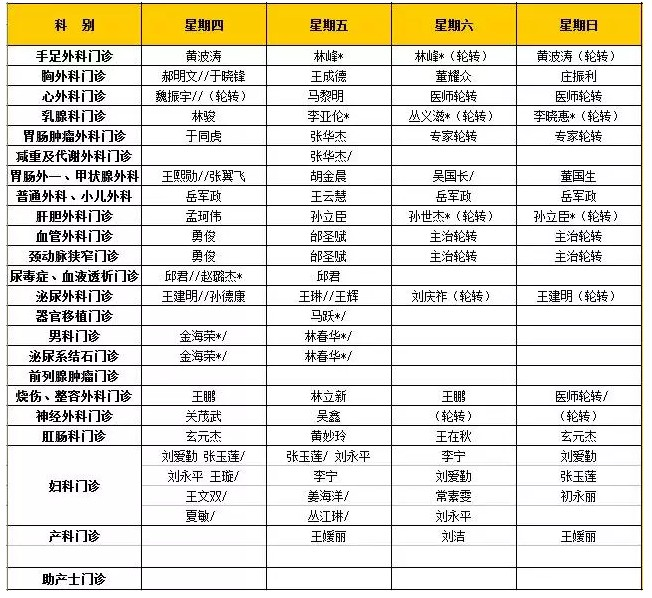 科 别 星期四 星期五 星期六 星期日
手足外科门诊 黄波涛 林峰* 林峰*（轮转） 黄波涛（轮转）
胸外科门诊 郝明文//于晓锋 王成德 董耀众 庄振利
心外科门诊 魏振宇//（轮转） 马黎明 医师轮转 医师轮转
乳腺科门诊 林骏 李亚伦* 丛义滋*（轮转） 李晓惠*（轮转）
胃肠肿瘤外科门诊 于同虎 张华杰 专家轮转 专家轮转
减重及代谢外科门诊 张华杰/
胃肠外一、甲状腺外科 王熙勋//张翼飞 胡金晨 吴国长/ 董国生
普通外科、小儿外科 岳军政 王云慧 岳军政 岳军政
肝胆外科门诊 孟珂伟 孙立臣 孙世杰*（轮转） 孙立臣*（轮转）
血管外科门诊 勇俊 邰圣赋 主治轮转 主治轮转
颈动脉狭窄门诊 勇俊 邰圣赋 主治轮转 主治轮转
尿毒症、血液透析门诊 邱君//赵璐杰* 邱君
泌尿外科门诊 王建明//孙德康 王琳//王辉 刘庆祚（轮转） 王建明（轮转）
器官移植门诊 马跃*/
男科门诊 金海荣*/ 林春华*/
泌尿系结石门诊 金海荣*/ 林春华*/
前列腺肿瘤门诊
烧伤、整容外科门诊 王鹏 林立新 王鹏 医师轮转/
神经外科门诊 关茂武 吴鑫 （轮转） （轮转）
肛肠科门诊 玄元杰 黄妙玲 王在秋 玄元杰
妇科门诊 刘爱勤 张玉莲/ 张玉莲/ 刘永平 李宁 刘爱勤
刘永平 王璇/ 李宁 刘爱勤 张玉莲
王文双/ 姜海洋/ 常素雯 初永丽
夏敏/ 丛江琳/ 刘永平
产科门诊 王媛丽 刘洁 王媛丽
助产士门诊